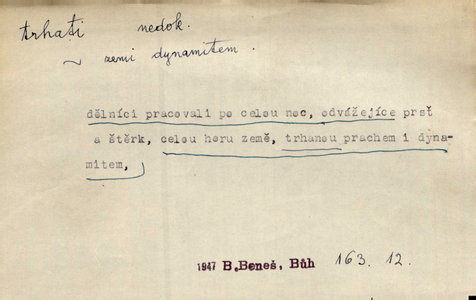 trhati nedok.
~ zemi dynamitem.
dělníci pracovali po celou noc, odvážejíce prsť
a štěrk, celou horu země, trhanou prachem i dyna-
mitem,
1947 B. Beneš, Bůh 163. 12.